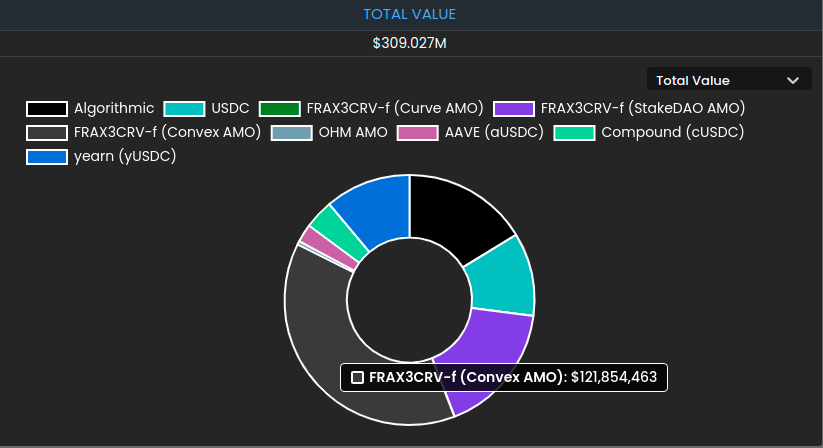 TOTAL VALUE
$309.027M
Total Value
Algorithmic USDC FRAX3CRV-f (Curve AMO) FRAX3CRV-f (StakeDAO AMO)
FRAX3CRV-f (Convex AMO) OHM AMO AAVE (aUSDC) Compound (cUSDC)
yearn (yUSDC)
FRAX3CRV-f (Convex AMO): $121,854,463